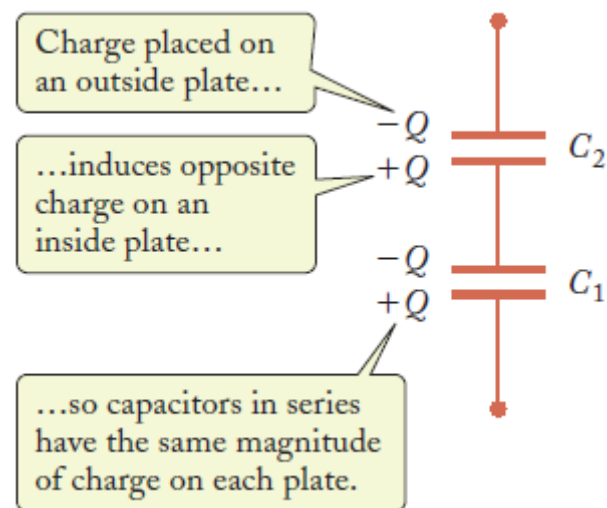 Charge placed on
an outside plate…
−Q
+Q
C2
…induces opposite
charge on an
inside plate…
−Q
+Q
C1
…so capacitors in series
have the same magnitude
of charge on each plate.